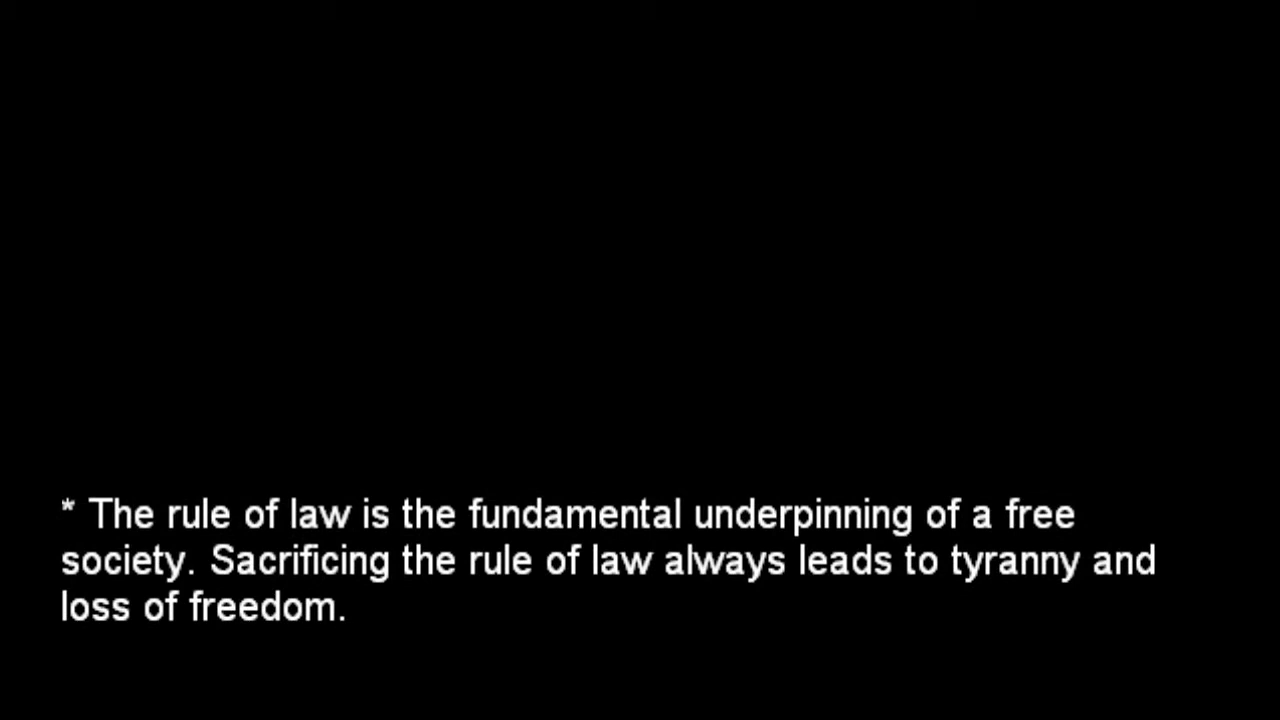 * The rule of law is the fundamental underpinning of a free
society. Sacrificing the rule of law always leads to tyranny and
loss of freedom.